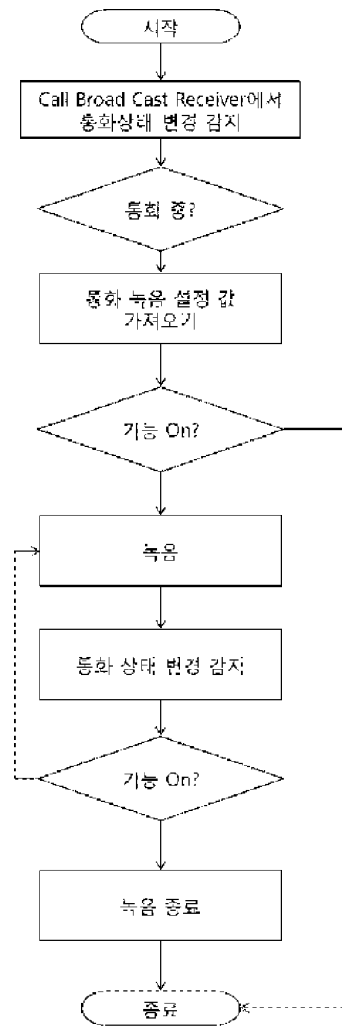 시작
Call Broad Cast Receiver에서
통화상태 변경 감지
통화 중?
통화 녹음 설정 값
가져오기
기능 On?
녹음
통화 상태 변경 감지
기능 On?
녹음 종료
종료